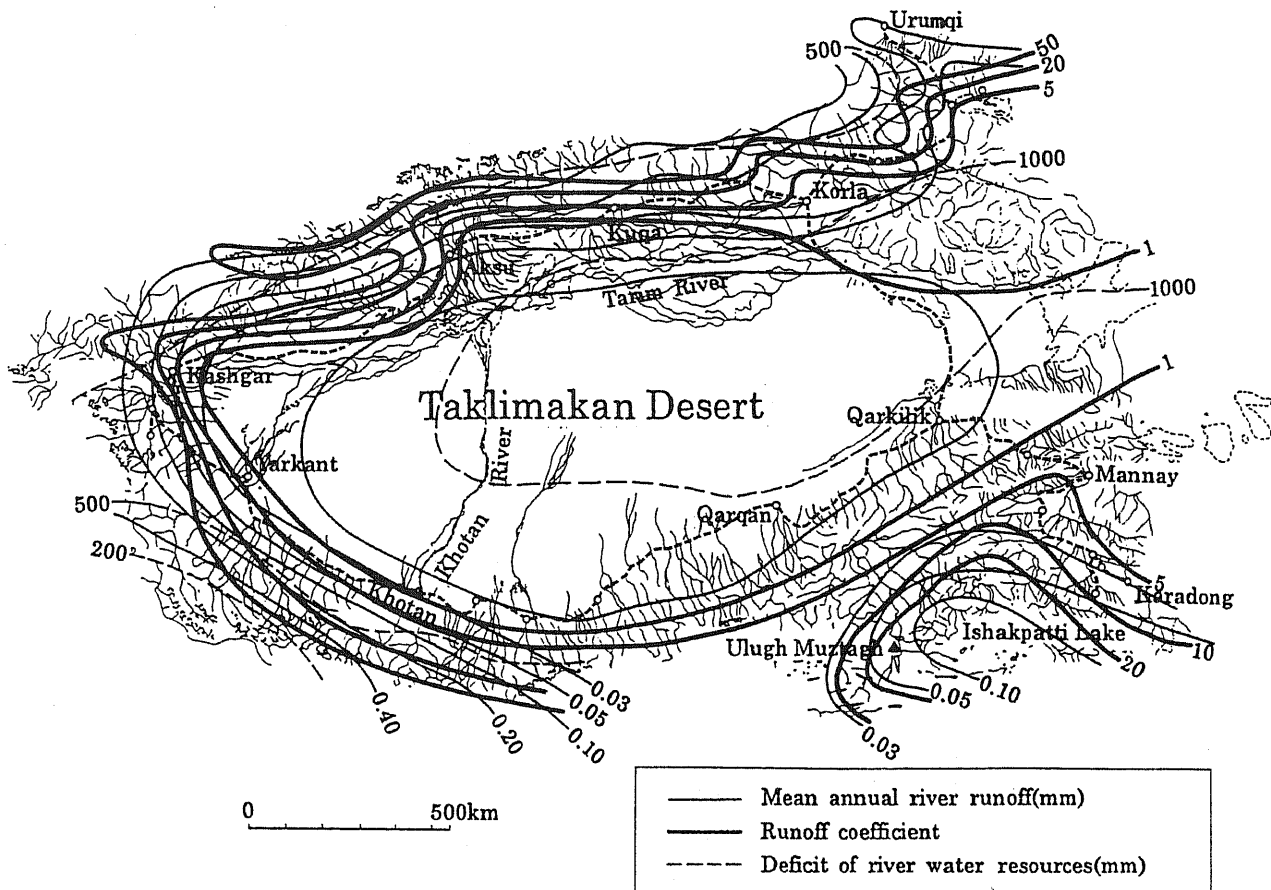 Urumqi
500
50
20
5
1000
Korla
Kuqa
Aksu
Tarim River
1
1000
Kashgar
Taklimakan Desert
1
Qarkilik
Yarkant
River
Mannay
Qarqan
500
200
Khotan
Khotan
5
Karadong
Ishakpatti Lake
Ulugh Muztagh
10
20
0.03
0.10
0.05
0.05
0.03
0.40
0.20
0.10
0 500km
Mean annual river runoff(mm)
Runoff coefficient
Deficit of river water resources(mm)